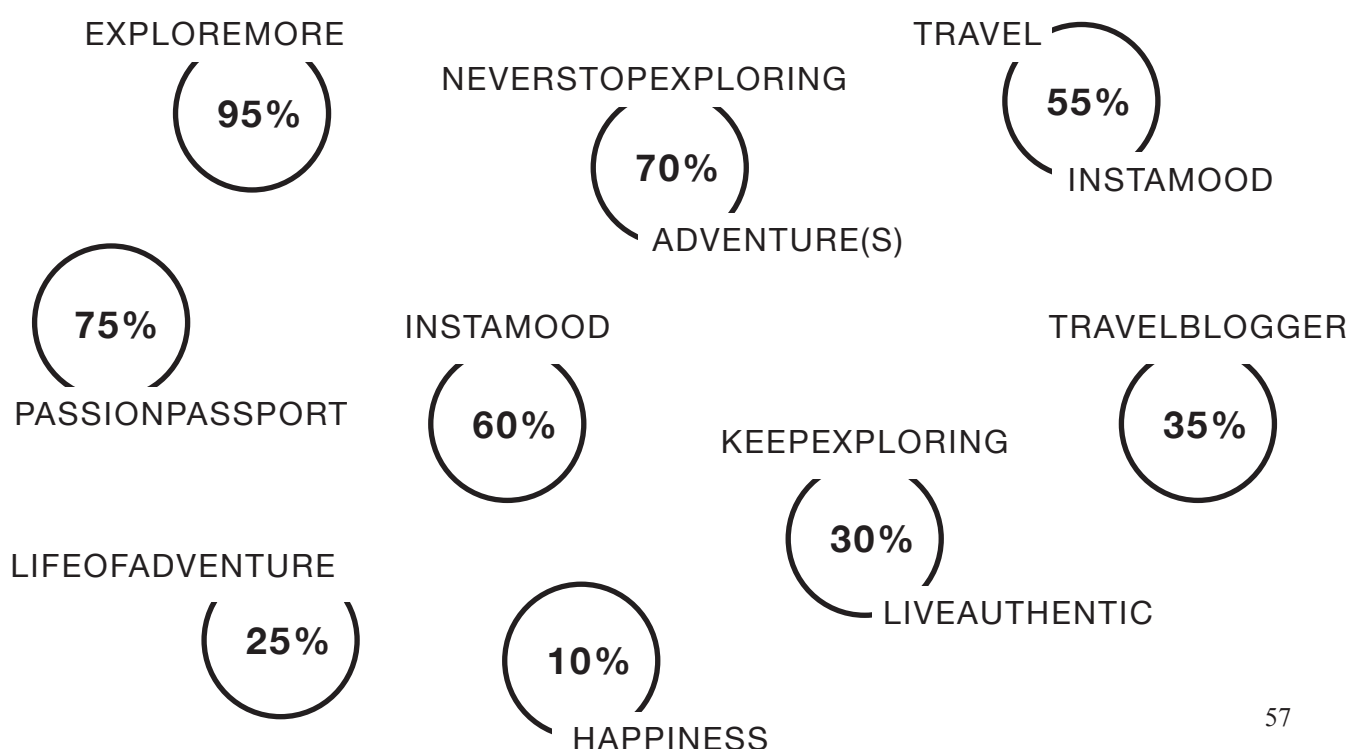 EXPLOREMORE
95%
NEVERSTOPEXPLORING
70%
ADVENTURE(S)
TRAVEL
55%
INSTAMOOD
75%
PASSIONPASSPORT
INSTAMOOD
60%
TRAVELBLOGGER
35%
KEEPEXPLORING
30%
LIVEAUTHENTIC
LIFEOFADVENTURE
25%
10%
HAPPINESS
57